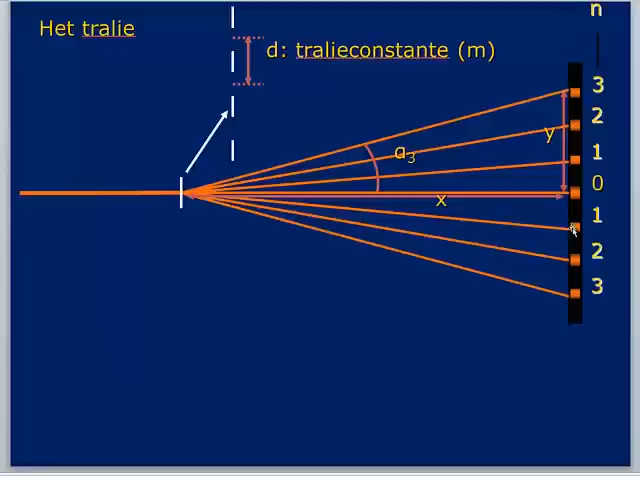 n
Het tralie
d: tralieconstante (m)
3
2
y
1
α3
0
x
1
2
3